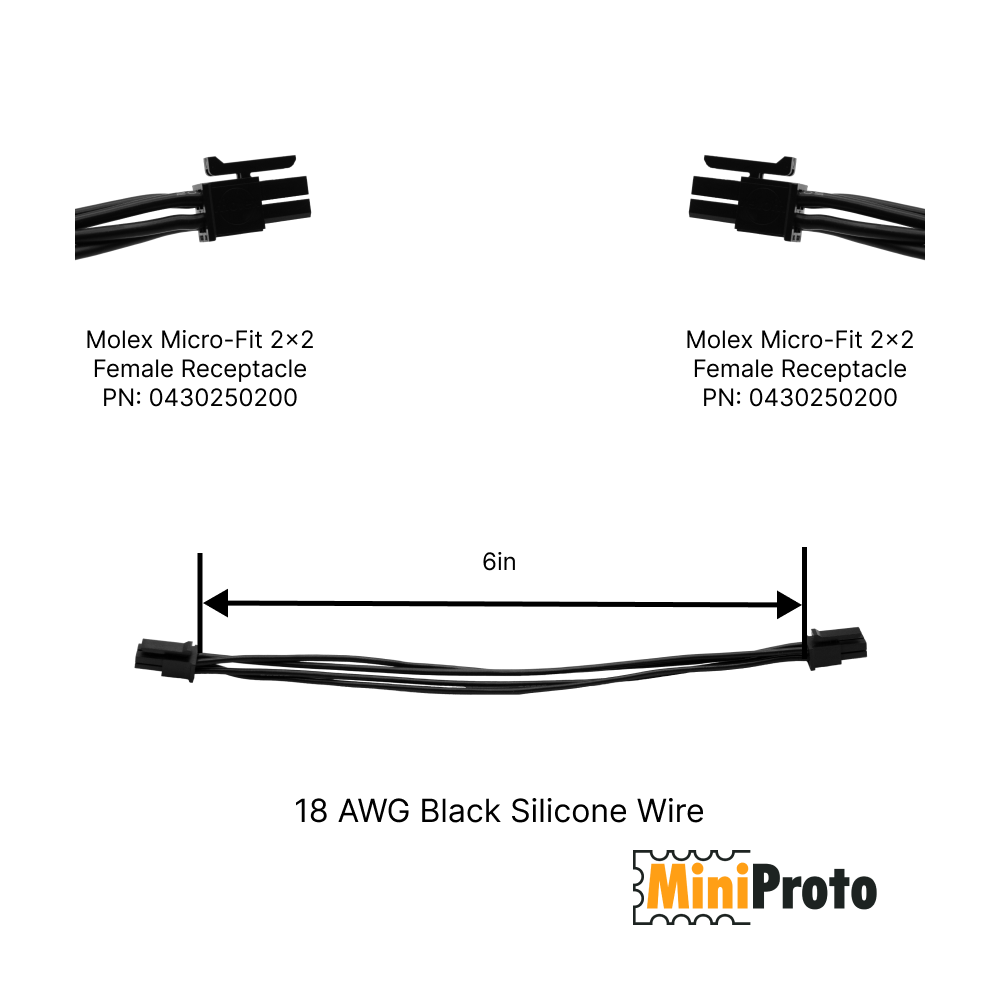 Molex Micro-Fit 2×2
Female Receptacle
PN: 0430250200
Molex Micro-Fit 2×2
Female Receptacle
PN: 0430250200
6in
18 AWG Black Silicone Wire
MiniProto